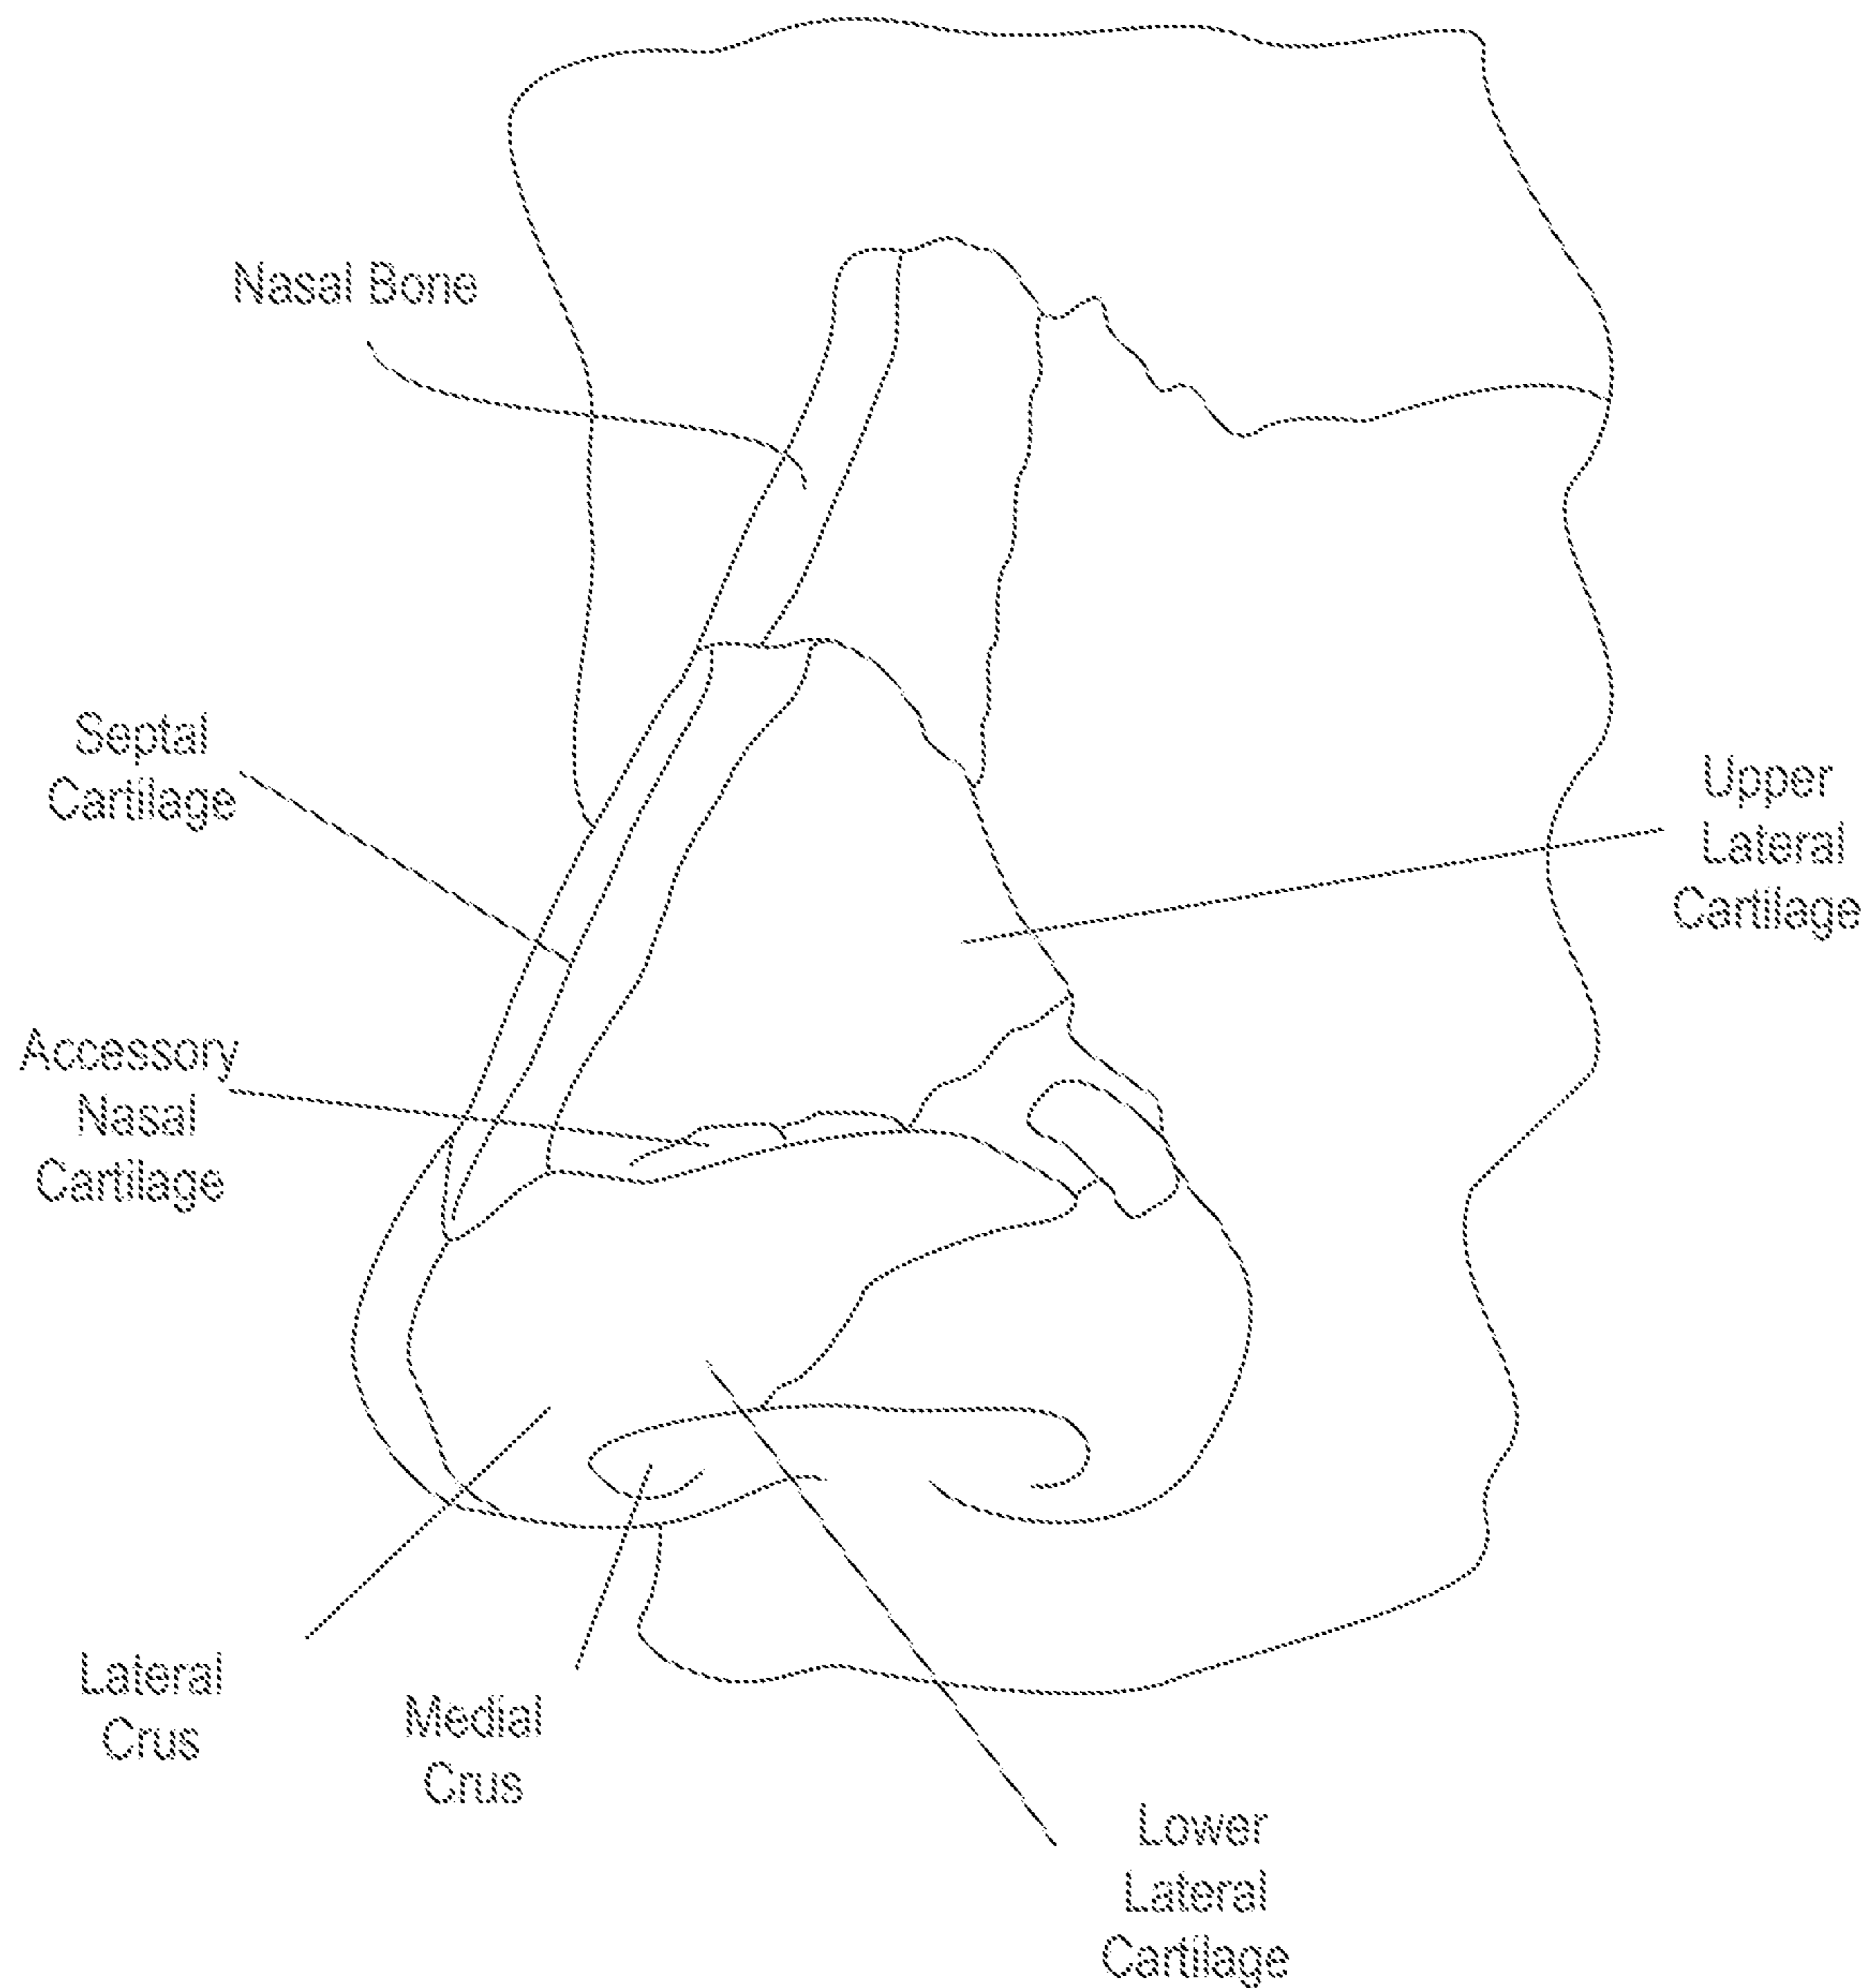 Nasal Bone
Septal
Cartilage
Upper
Lateral
Cartilage
Accessory
Nasal
Cartilage
Lateral
Crus
Medial
Crus
Lower
Lateral
Cartilage